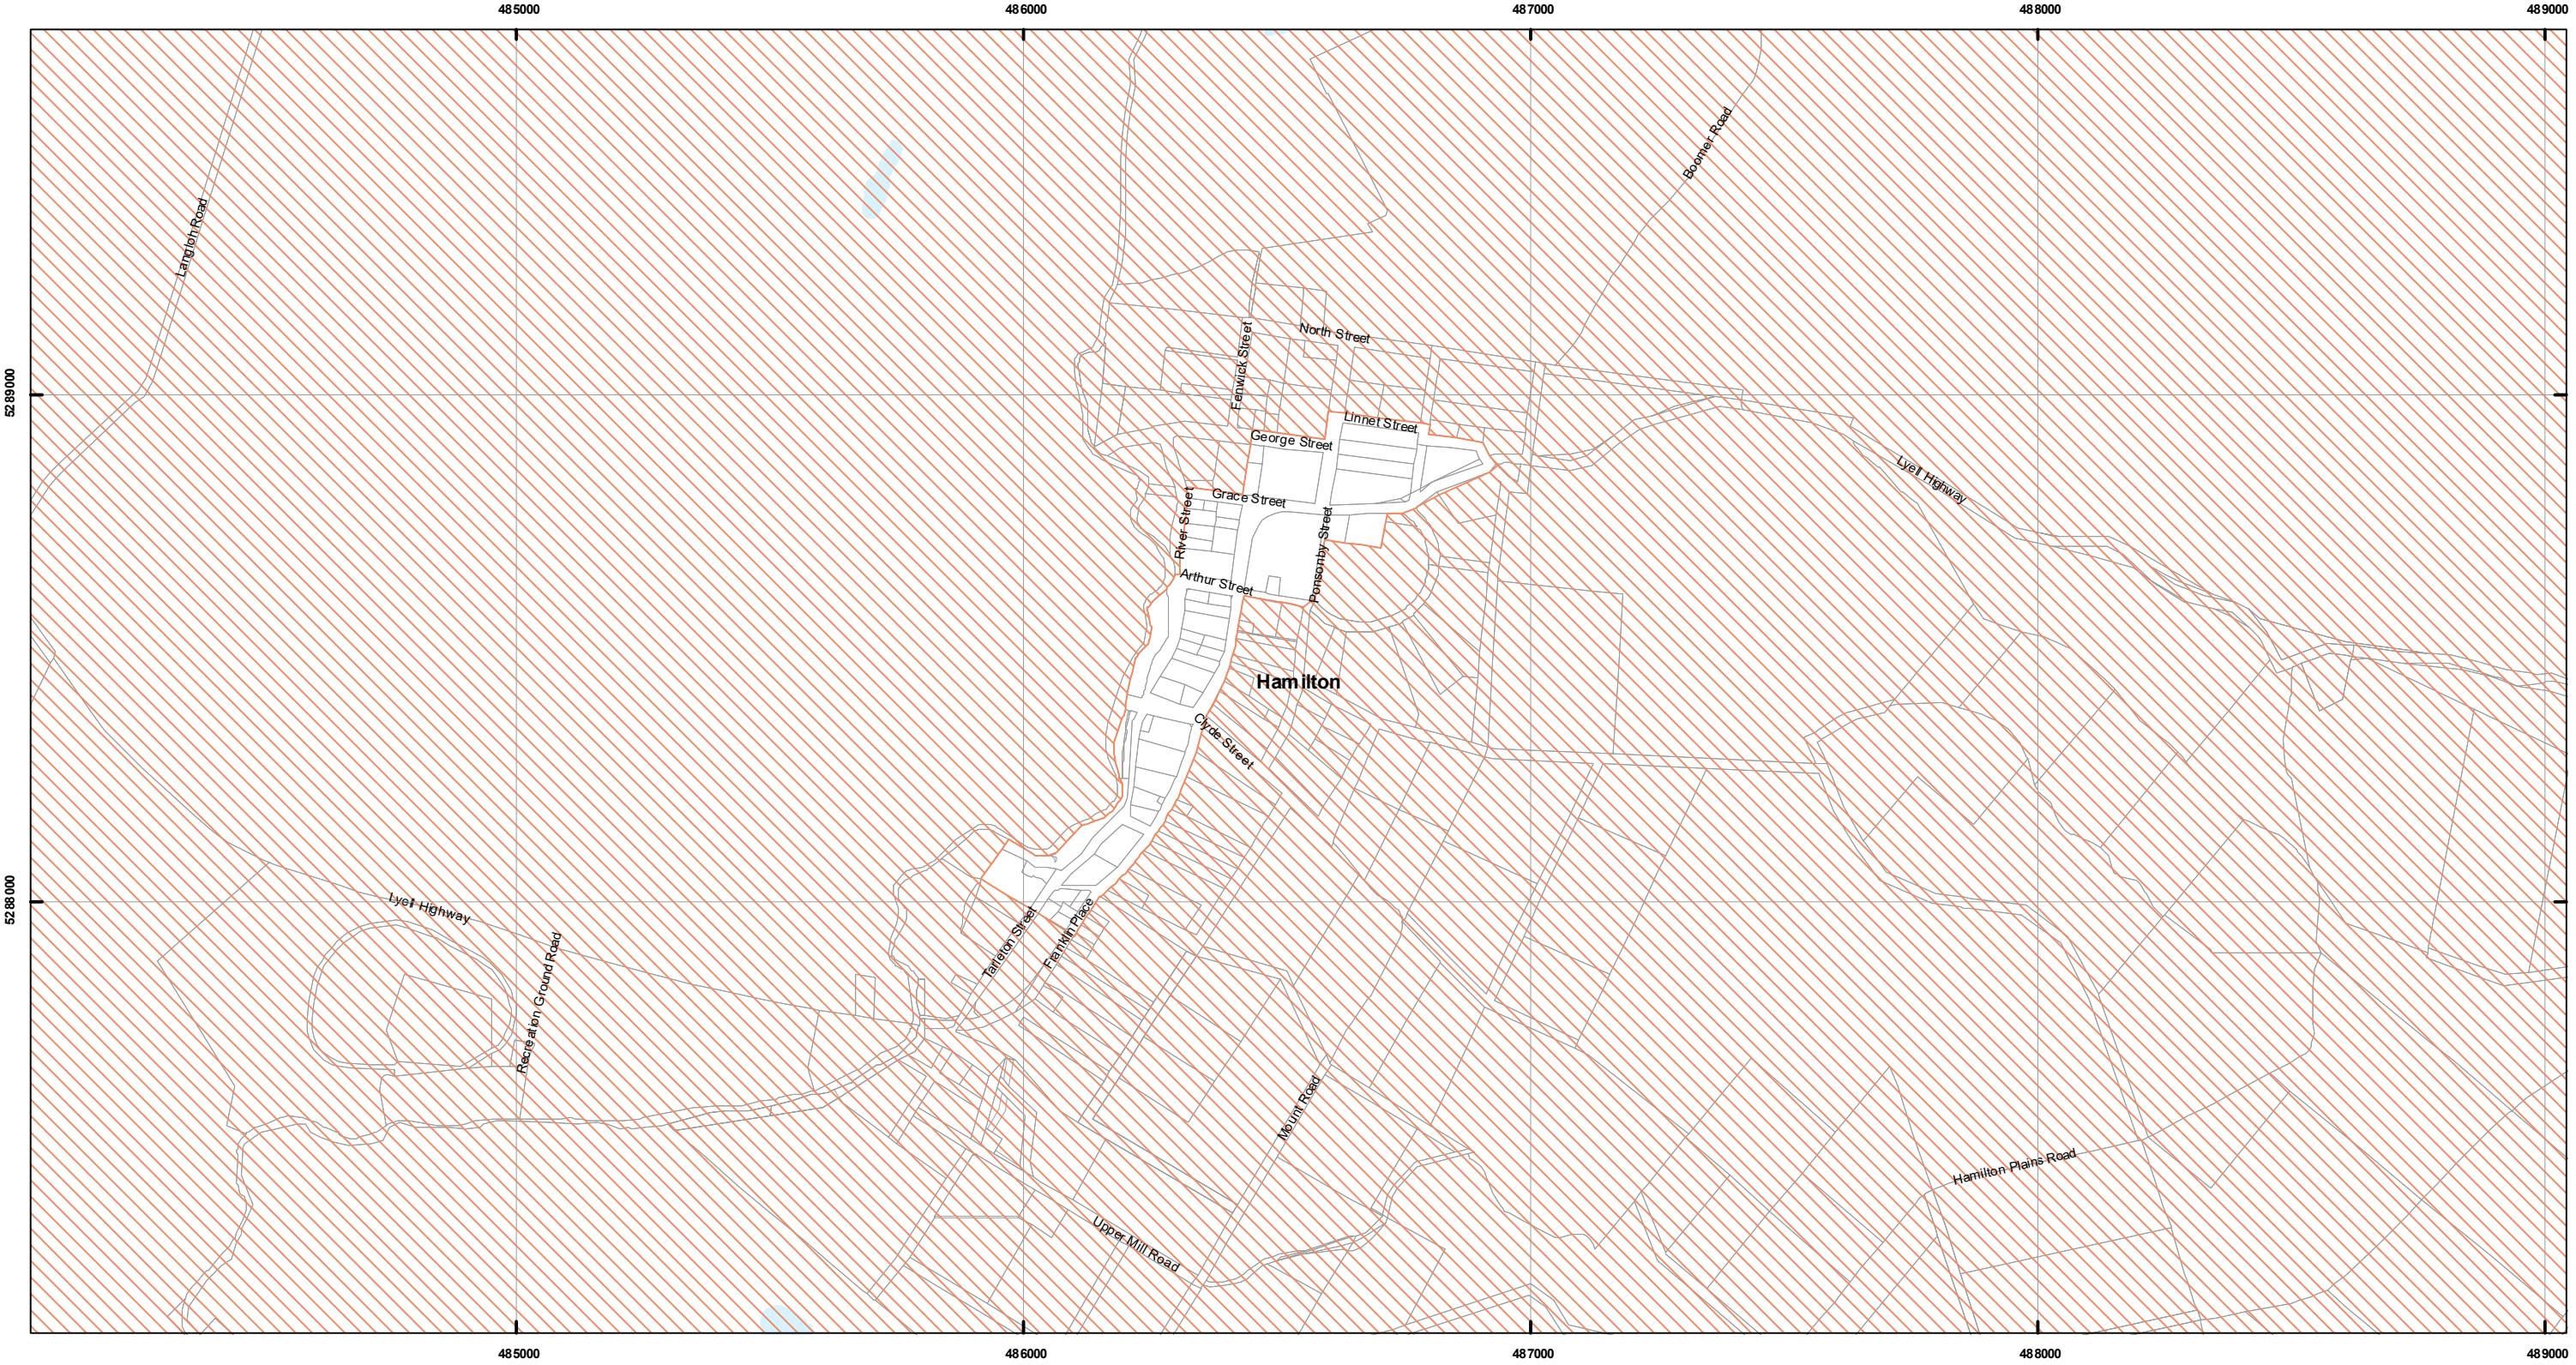 485000
486000
487000
488000
489000
Boomer Road
Langloh Road
North Street
Fenwick Street
5289000
5289000
Linnet Street
George Street
Lyell Highway
Grace Street
River Street
Ponsonby Street
Arthur Street
Hamilton
Clyde Street
5288000
Lyell Highway
Tarleton Street
Franklin Place
Recreation Ground Road
Mount Road
Hamilton Plains Road
Upper Mill Road
485000
486000
487000
488000
489000